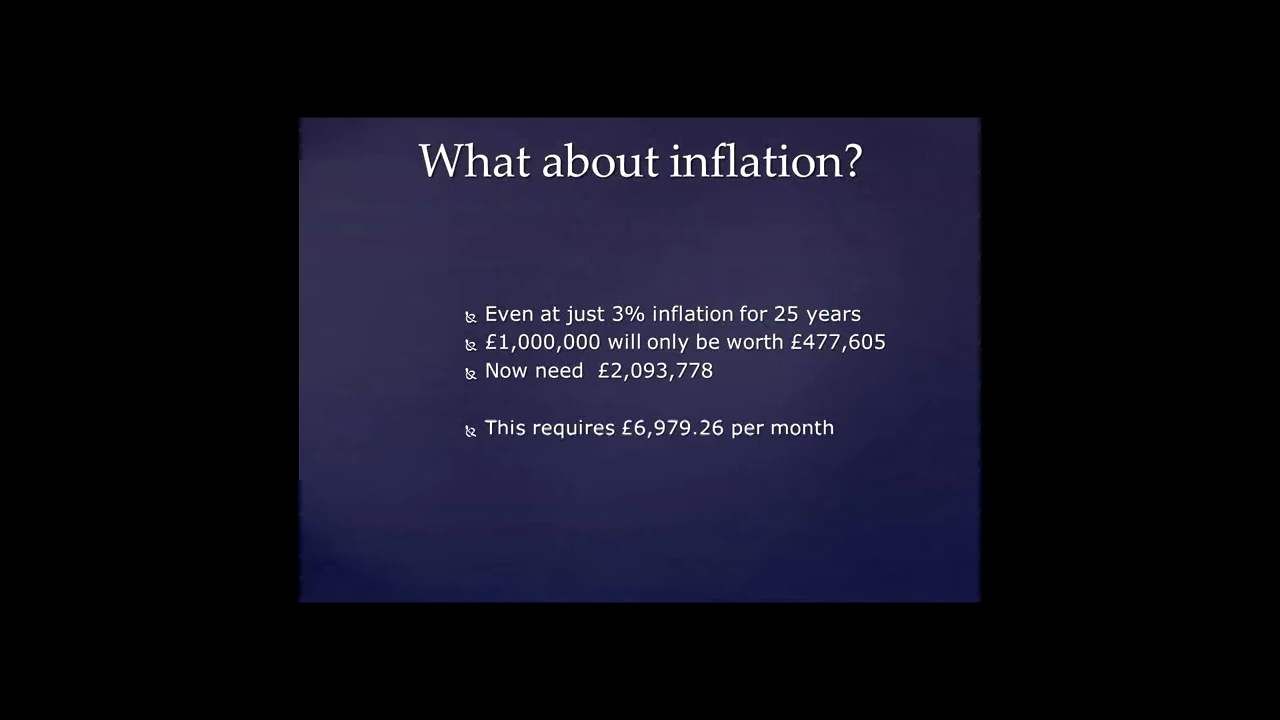 What about inflation?
Even at just 3% inflation for 25 years
£1,000,000 will only be worth £477,605
Now need  £2,093,778
This requires £6,979.26 per month